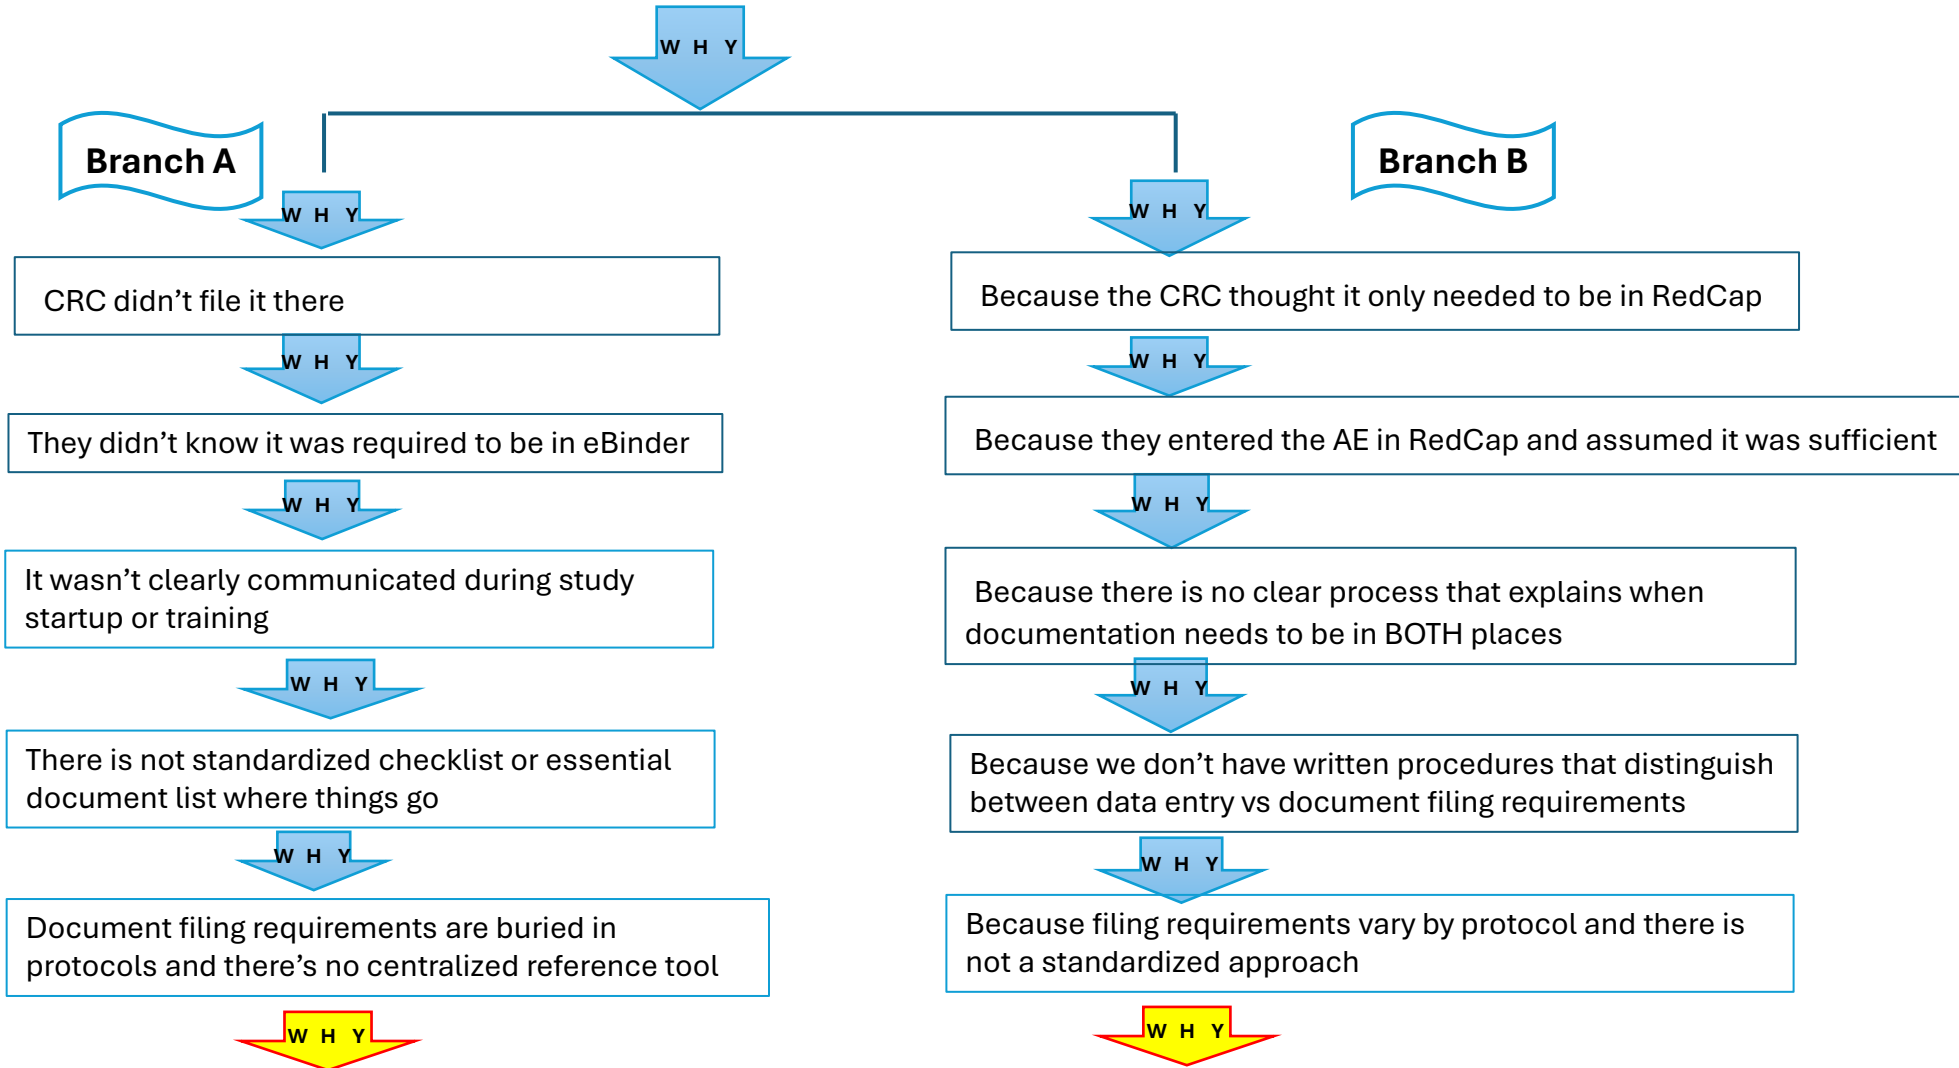 W H Y
Branch A
Branch B
W H Y
W H Y
CRC didn't file it there
Because the CRC thought it only needed to be in RedCap
W H Y
W H Y
They didn't know it was required to be in eBinder
Because they entered the AE in RedCap and assumed it was sufficient
W H Y
W H Y
It wasn't clearly communicated during study
startup or training
Because there is no clear process that explains when
documentation needs to be in BOTH places
W H Y
W H Y
There is not standardized checklist or essential
document list where things go
Because we don't have written procedures that distinguish
between data entry vs document filing requirements
W H Y
W H Y
Document filing requirements are buried in
protocols and there's no centralized reference tool
Because filing requirements vary by protocol and there is
not a standardized approach
W H Y
W H Y